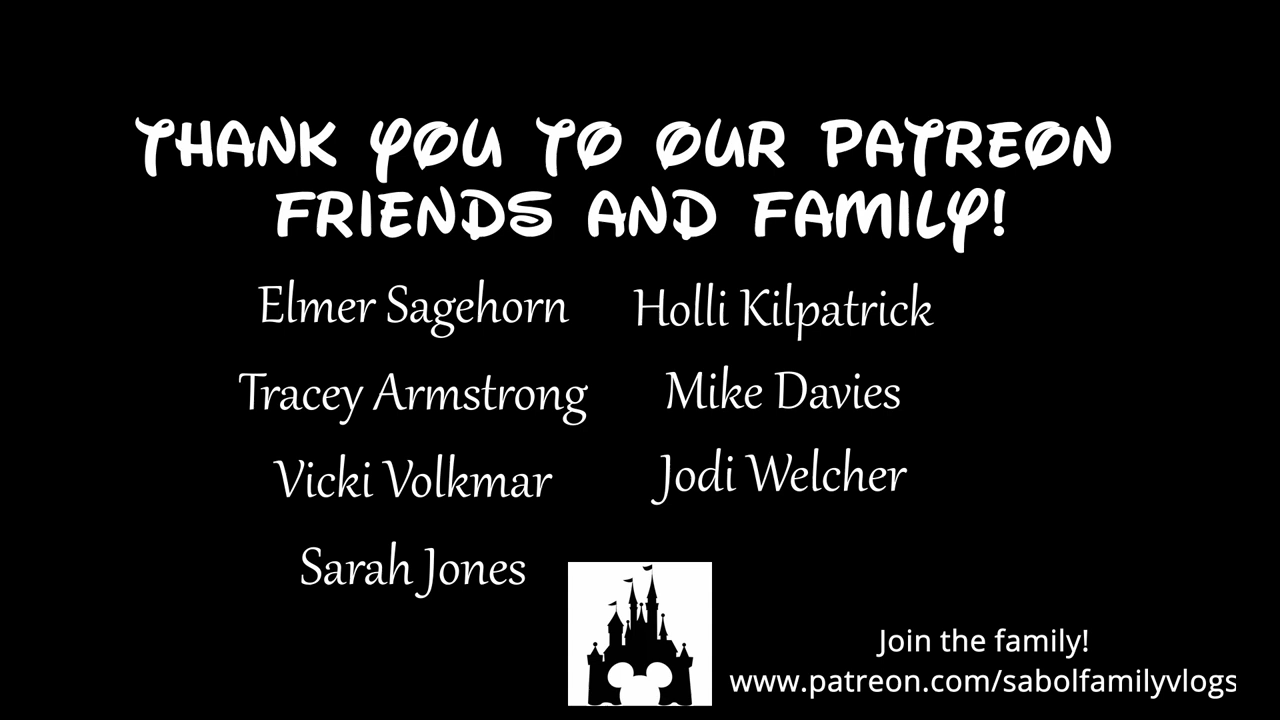 THANK YOU TO OUR PATREON
FRIENDS AND FAMILY!
Elmer Sagehorn
Holli Kilpatrick
Tracey Armstrong
Mike Davies
Vicki Volkmar
Jodi Welcher
Sarah Jones
Join the family!
www.patreon.com/sabolfamilyvlogs